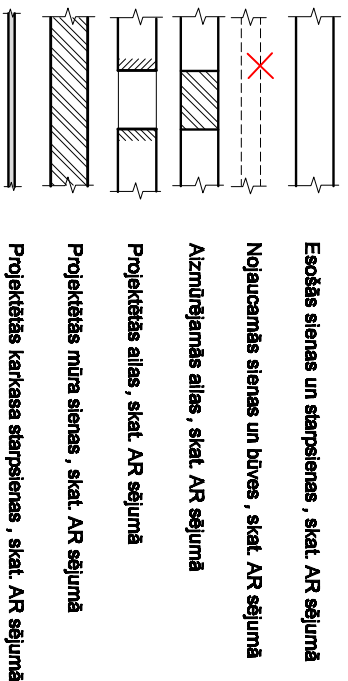 Esošās sienas un starpsienas , skat. AR sējumā
Nojaucamās sienas un būves , skat. AR sējumā
Aizmūrējamās ailas , skat. AR sējumā
Projektētās ailas , skat. AR sējumā
Projektētās mūra sienas , skat. AR sējumā
Projektētās karkasa starpsienas , skat. AR sējumā